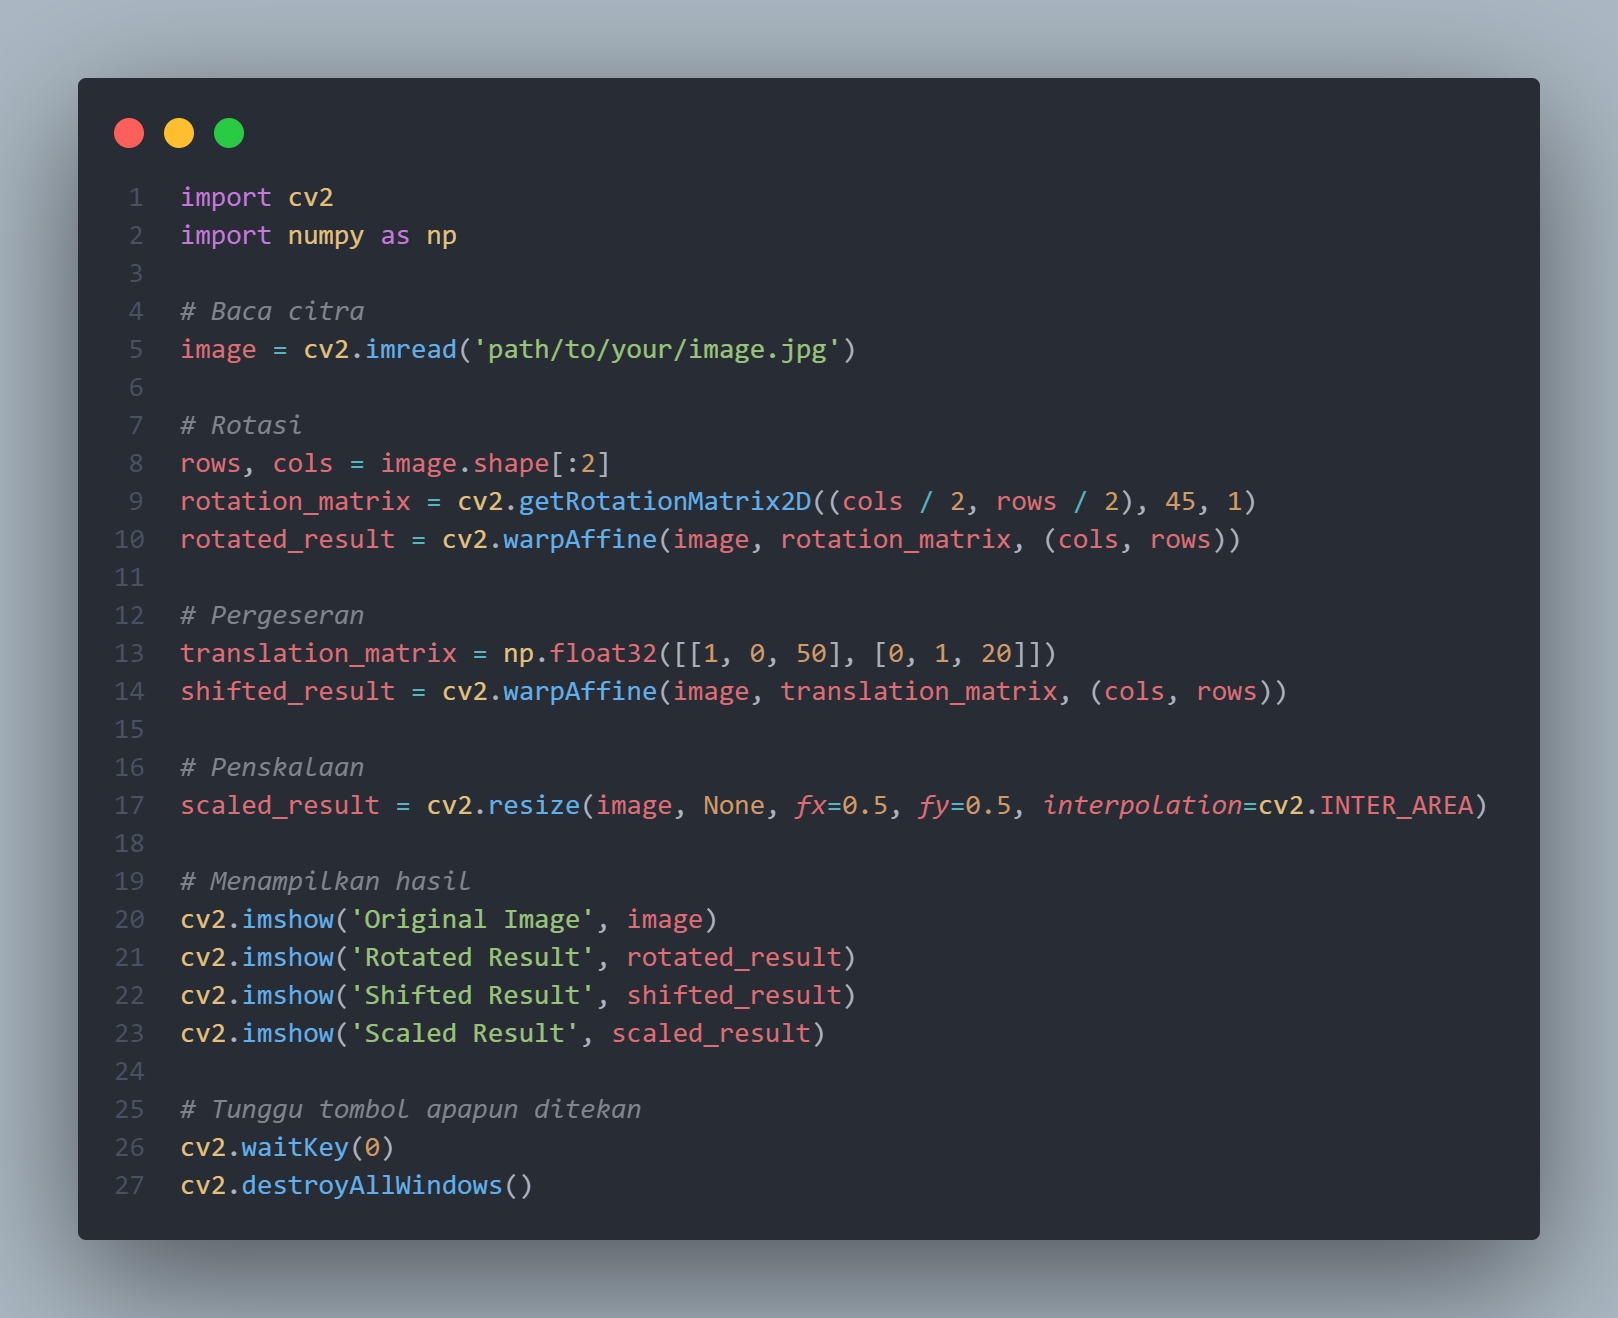 1 import cv2
2 import numpy as np
3
4 # Baca citra
5 image = cv2.imread('path/to/your/image.jpg')
6
7 # Rotasi
8 rows, cols = image.shape[:2]
9 rotation_matrix = cv2.getRotationMatrix2D((cols / 2, rows / 2), 45, 1)
10 rotated_result = cv2.warpAffine(image, rotation_matrix, (cols, rows))
11
12 # Pergeseran
13 translation_matrix = np.float32([[1, 0, 50], [0, 1, 20]])
14 shifted_result = cv2.warpAffine(image, translation_matrix, (cols, rows))
15
16 # Penskalaan
17 scaled_result = cv2.resize(image, None, fx=0.5, fy=0.5, interpolation=cv2.INTER_AREA)
18
19 # Menampilkan hasil
20 cv2.imshow('Original Image', image)
21 cv2.imshow('Rotated Result', rotated_result)
22 cv2.imshow('Shifted Result', shifted_result)
23 cv2.imshow('Scaled Result', scaled_result)
24
25 # Tunggu tombol apapun ditekan
26 cv2.waitKey(0)
27 cv2.destroyAllWindows()